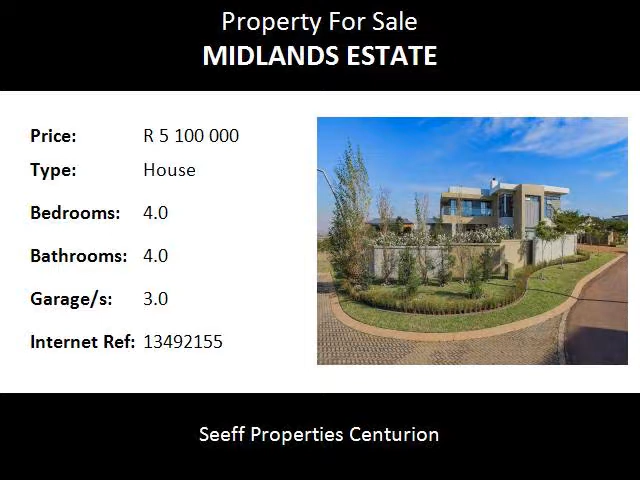 Property For Sale
MIDLANDS ESTATE
Price: R 5 100 000
Type: House
Bedrooms: 4.0
Bathrooms: 4.0
Garage/s: 3.0
Internet Ref: 13492155
Seeff Properties Centurion